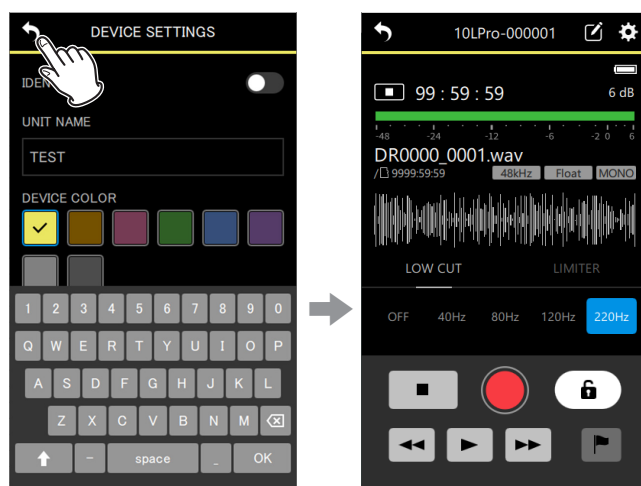 DEVICE SETTINGS
UNIT NAME
TEST
DEVICE COLOR
1 2 3 4 5 6 7 8 9 0
Q W E R T Y U I O P
A S D F G H J K L
Z X C V B N M
- space _ OK
10LPro-000001
99 : 59 : 59 6 dB
-48 -24 -12 -6 -2 0 6
DR0000_0001.wav
/ 9999:59:59 48kHz Float MONO
LOW CUT LIMITER
OFF 40Hz 80Hz 120Hz 220Hz